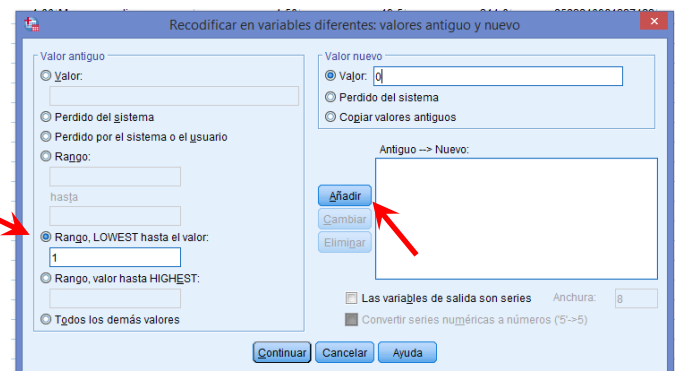 Recodificar en variables diferentes: valores antiguo y nuevo
Valor antiguo
Valor:
Perdido del sistema
Perdido por el sistema o el usuario
Rango:
hasta
Rango, LOWEST hasta el valor:
1
Rango, valor hasta HIGHEST:
Todos los demás valores
Valor nuevo
Valor: 0
Perdido del sistema
Copiar valores antiguos
Antiguo --> Nuevo:
Añadir
Cambiar
Eliminar
Las variables de salida son series Anchura: 8
Convertir series numéricas a números ('5'->5)
Continuar Cancelar Ayuda